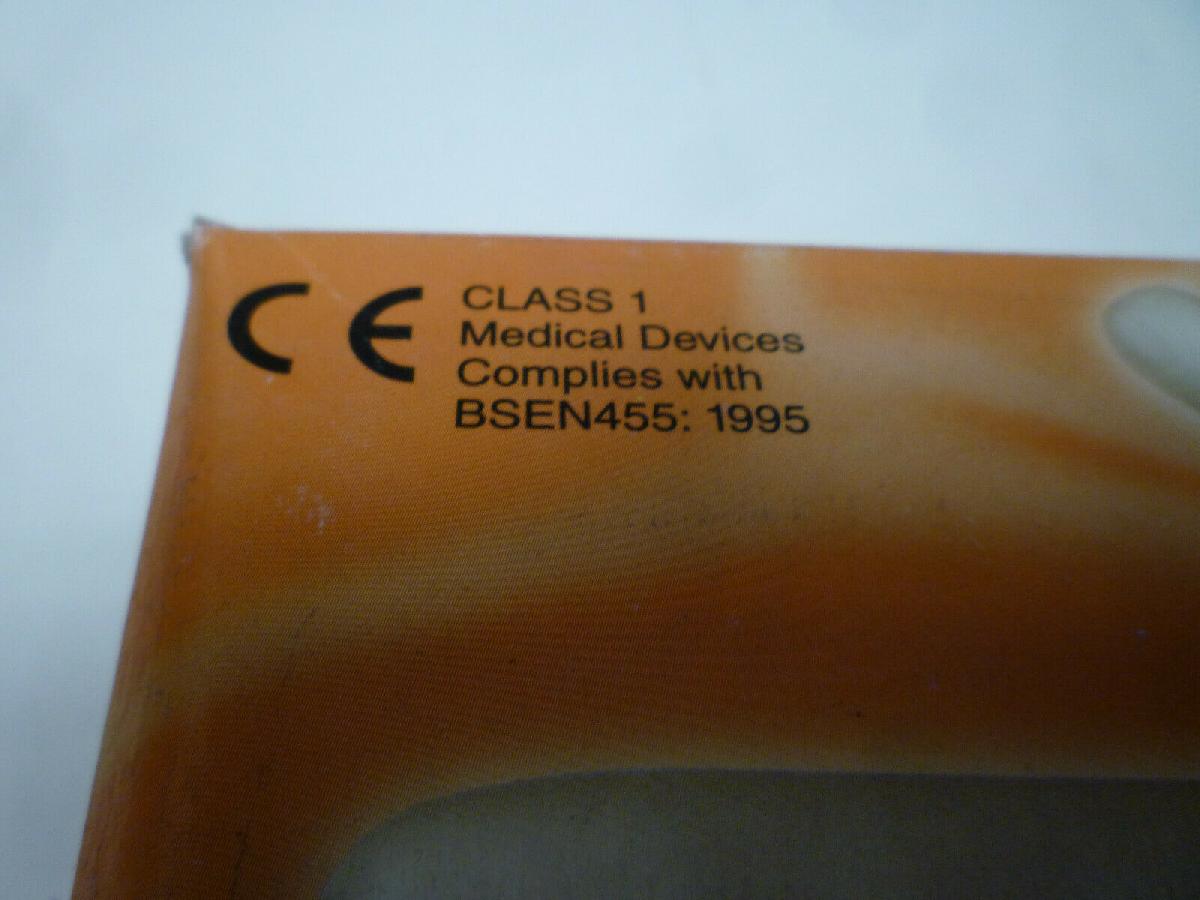 CE
CLASS 1
Medical Devices
Complies with
BSEN455: 1995